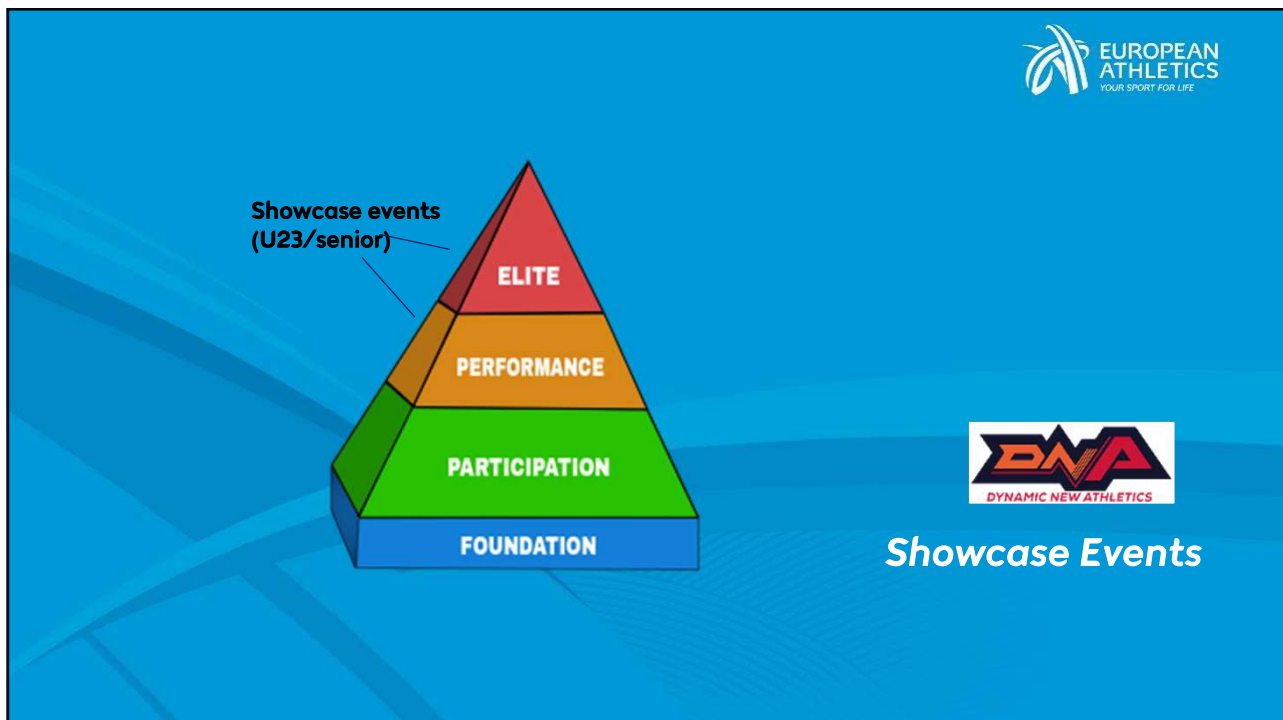 EUROPEAN
ATHLETICS
YOUR SPORT FOR LIFE
Showcase events
(U23/senior)
ELITE
PERFORMANCE
PARTICIPATION
FOUNDATION
DNA
DYNAMIC NEW ATHLETICS
Showcase Events